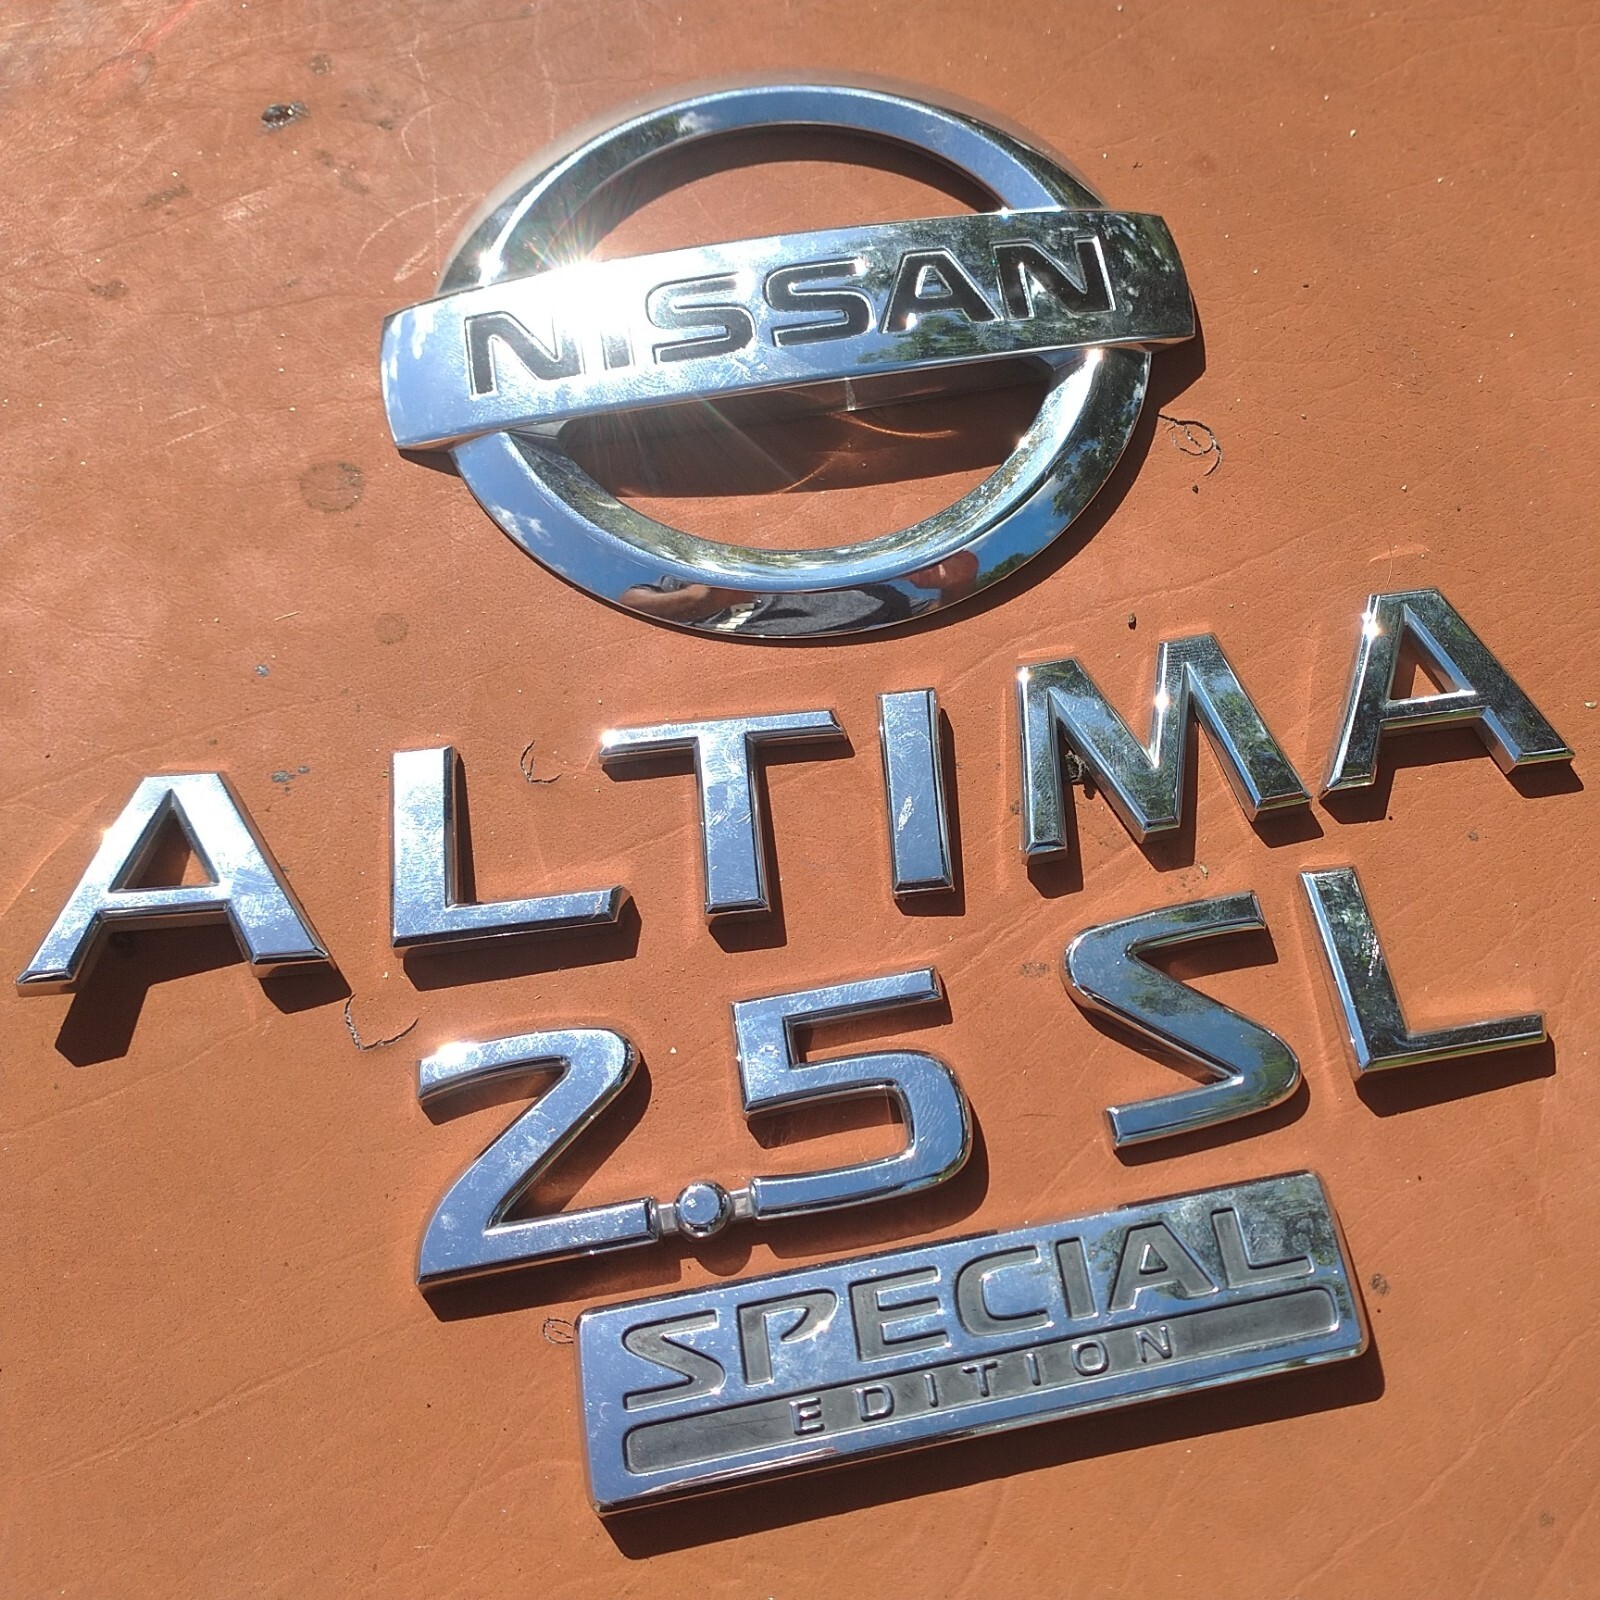 NISSAN
ALTIMA
2.5 SL
SPECIAL
EDITION